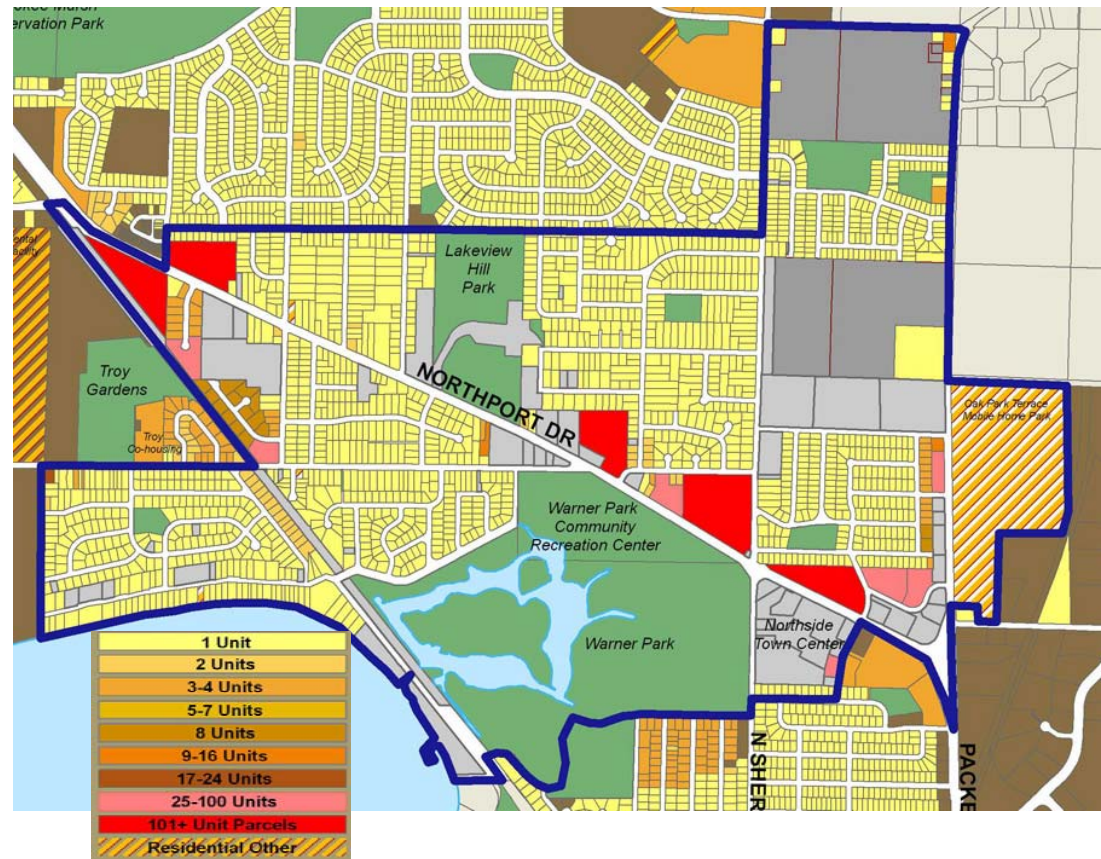 ervation Park
Lakeview
Hill
Park
Troy
Gardens
NORTHPORT DR
Oak Park Terrace
Mobile Home Park
Troy
Co-housing
Warner Park
Community
Recreation Center
Warner Park
Northside
Town Center
N SHER
PACKE
1 Unit
2 Units
3-4 Units
5-7 Units
8 Units
9-16 Units
17-24 Units
25-100 Units
101+ Unit Parcels
Residential Other